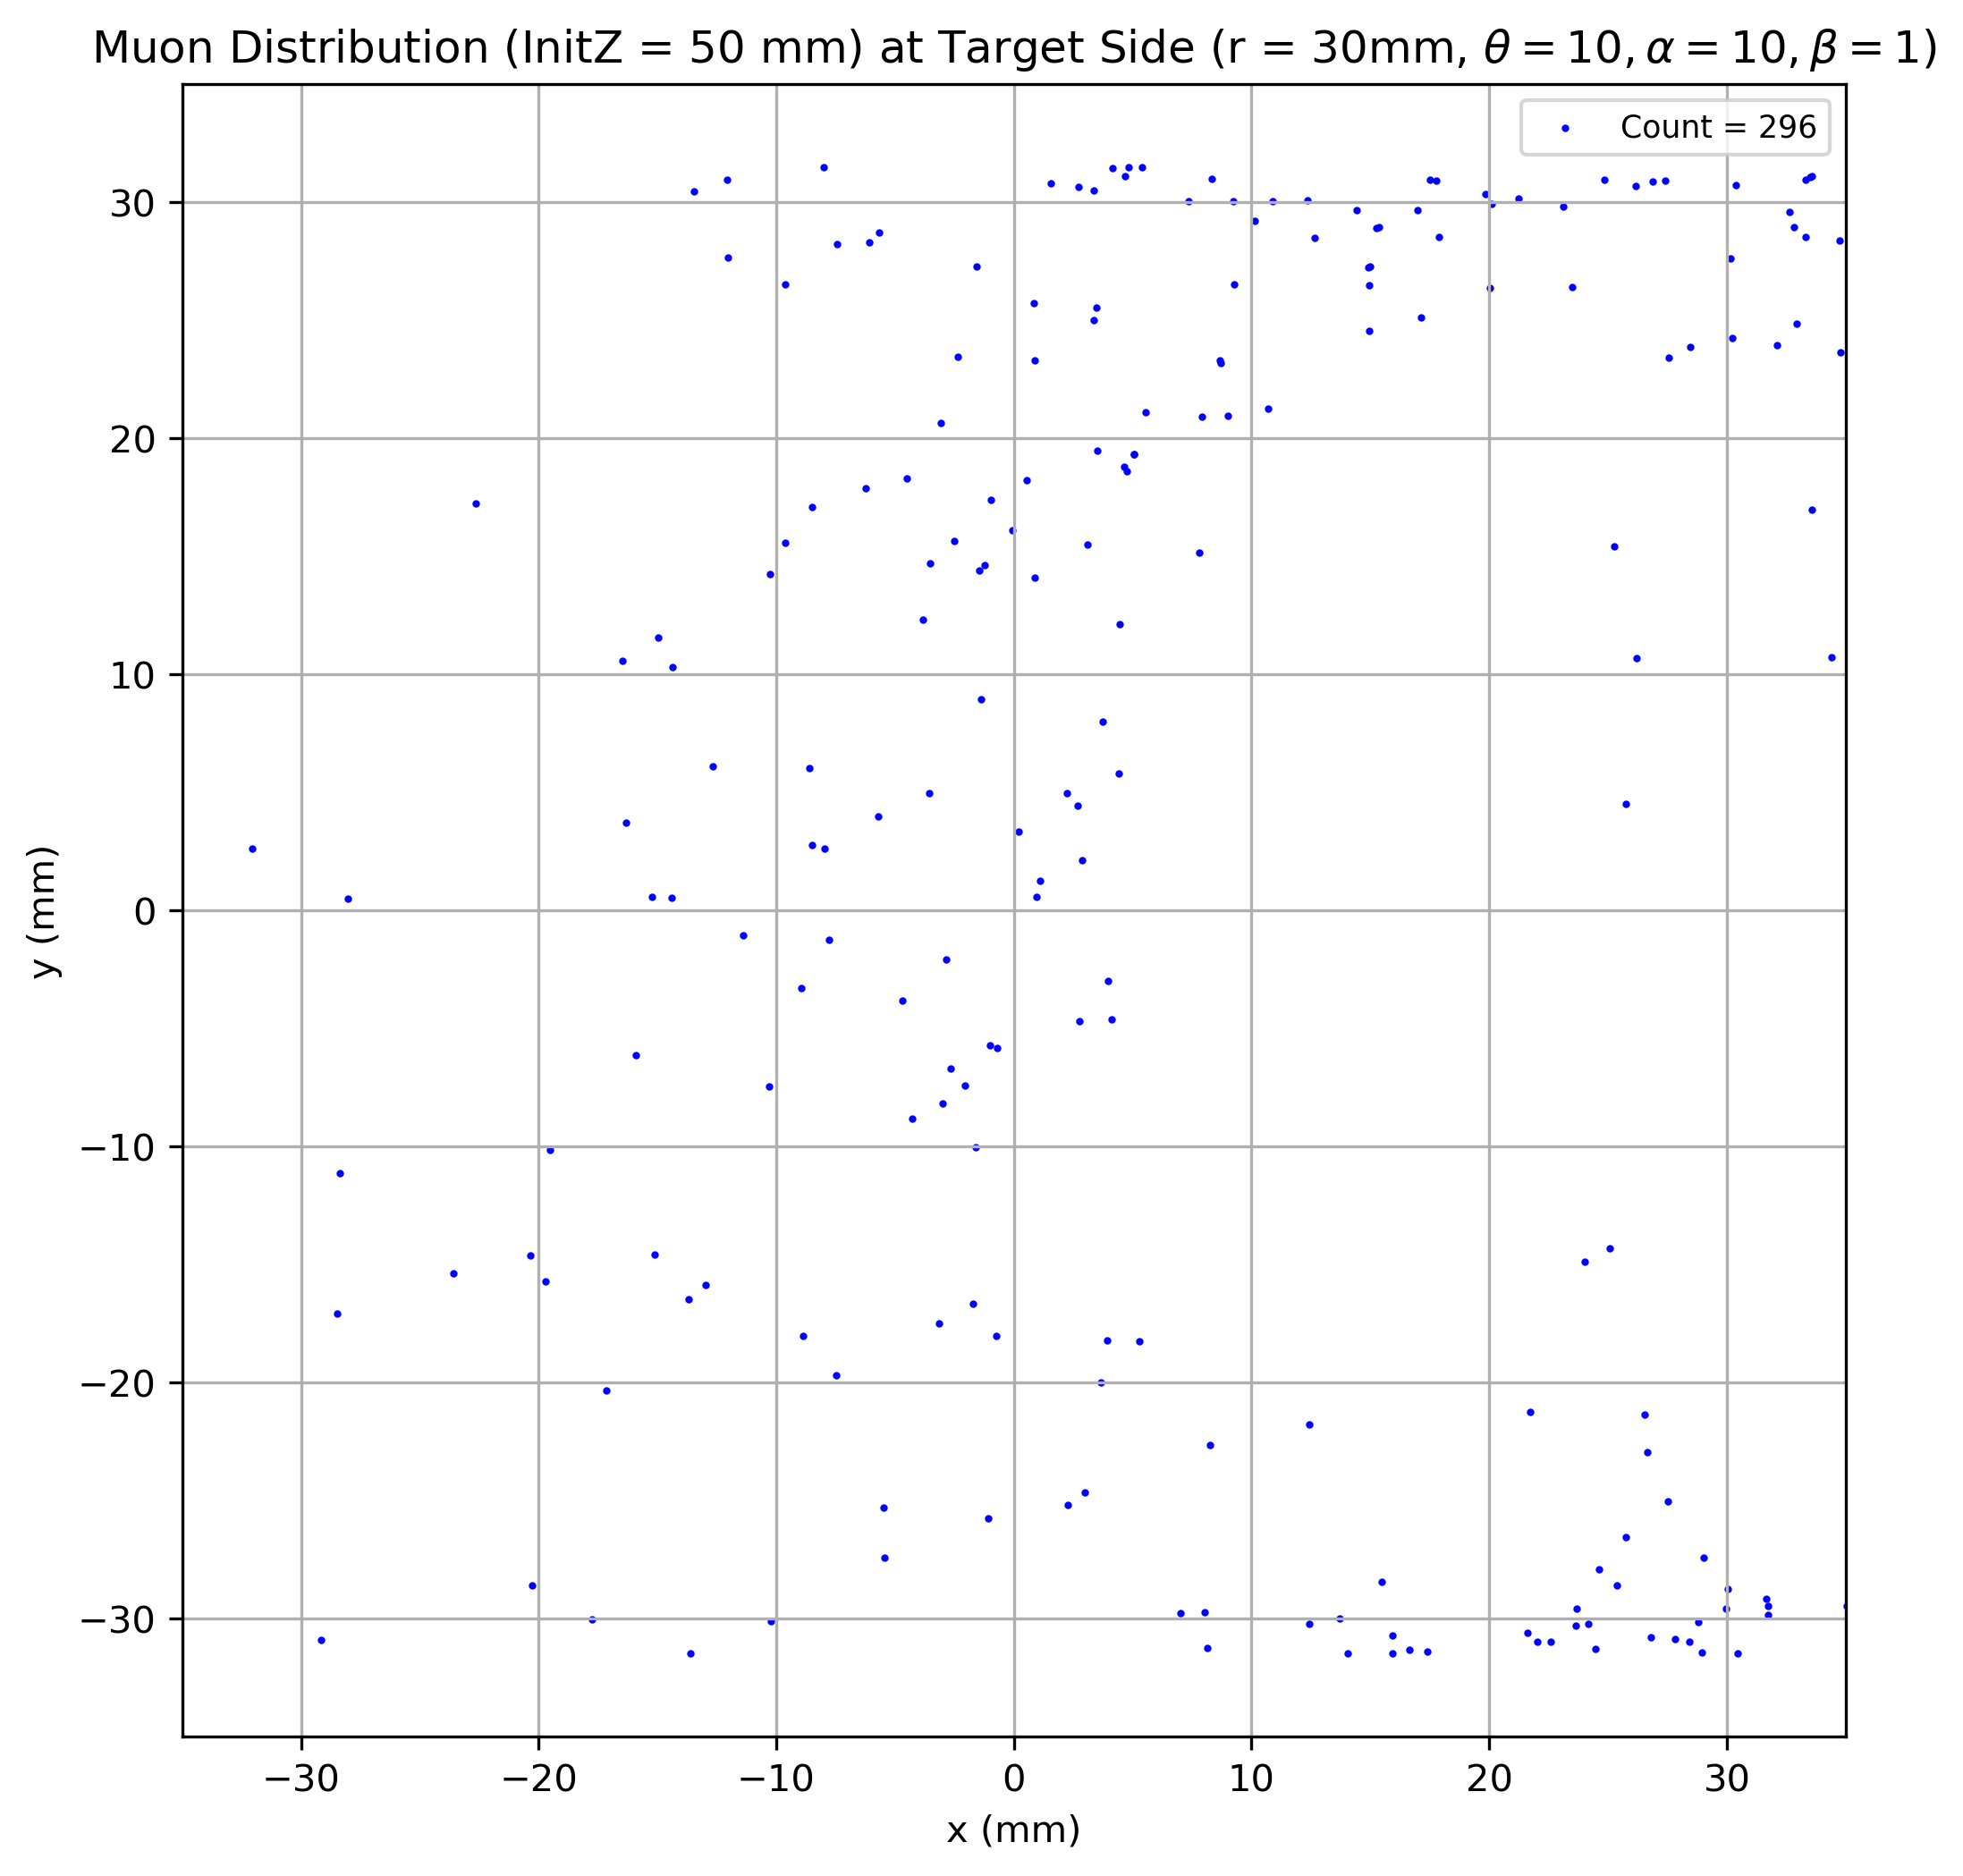 Muon Distribution (InitZ = 50 mm) at Target Side (r = 30mm, θ = 10, α = 10, β = 1)
Count = 296
30
20
10
0
−10
−20
−30
y (mm)
−30 −20 −10 0 10 20 30
x (mm)